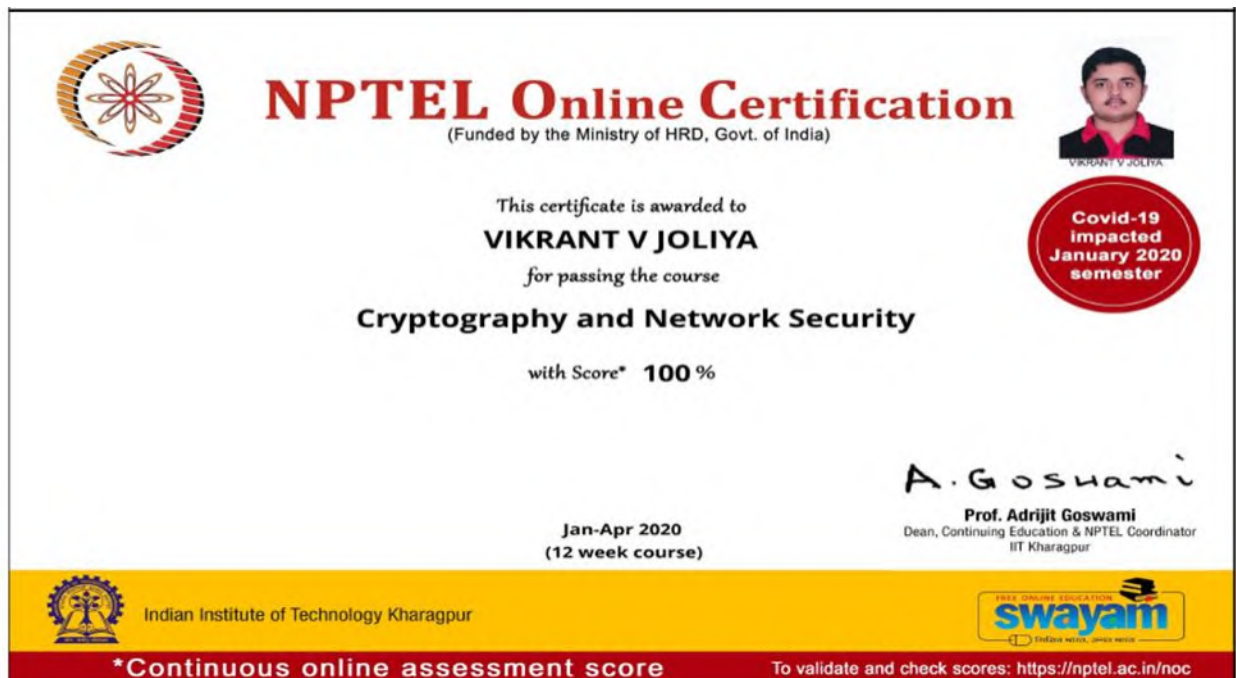 NPTEL Online Certification
(Funded by the Ministry of HRD, Govt. of India)
VIKRANT V JOLIYA
This certificate is awarded to
VIKRANT V JOLIYA
for passing the course
Cryptography and Network Security
with Score* 100 %
Covid-19
impacted
January 2020
semester
Jan-Apr 2020
(12 week course)
A. Goswami
Prof. Adrijit Goswami
Dean, Continuing Education & NPTEL Coordinator
IIT Kharagpur
Indian Institute of Technology Kharagpur
FREE ONLINE EDUCATION
swayam
*Continuous online assessment score
To validate and check scores: https://nptel.ac.in/noc